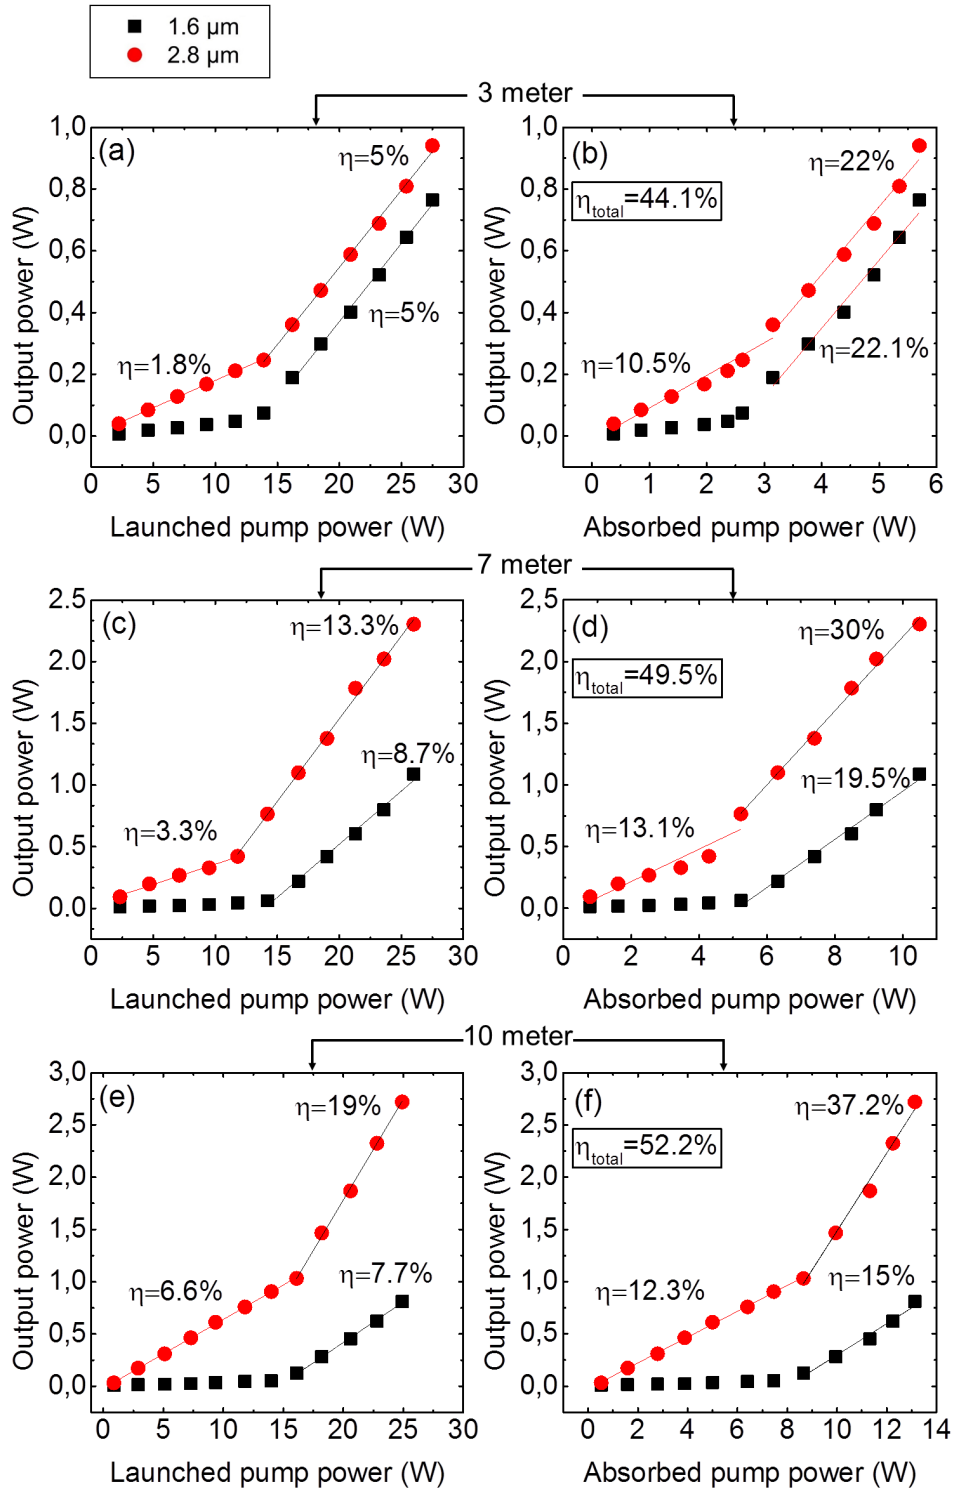 1.6 µm
2.8 µm
3 meter
(a)
η=5%
η=5%
η=1.8%
1,0
0,8
0,6
0,4
0,2
0,0
Output power (W)
0 5 10 15 20 25 30
Launched pump power (W)
(b)
η=22%
ηtotal=44.1%
η=10.5%
η=22.1%
1,0
0,8
0,6
0,4
0,2
0,0
Output power (W)
0 1 2 3 4 5 6
Absorbed pump power (W)
7 meter
(c)
η=13.3%
η=8.7%
η=3.3%
2.5
2.0
1.5
1.0
0.5
0.0
Output power (W)
0 5 10 15 20 25 30
Launched pump power (W)
(d)
η=30%
ηtotal=49.5%
η=19.5%
η=13.1%
2.5
2.0
1.5
1.0
0.5
0.0
Output power (W)
0 2 4 6 8 10
Absorbed pump power (W)
10 meter
(e)
η=19%
η=6.6%
η=7.7%
3,0
2,5
2,0
1,5
1,0
0,5
0,0
Output power (W)
0 5 10 15 20 25 30
Launched pump power (W)
(f)
η=37.2%
ηtotal=52.2%
η=12.3%
η=15%
3,0
2,5
2,0
1,5
1,0
0,5
0,0
Output power (W)
0 2 4 6 8 10 12 14
Absorbed pump power (W)